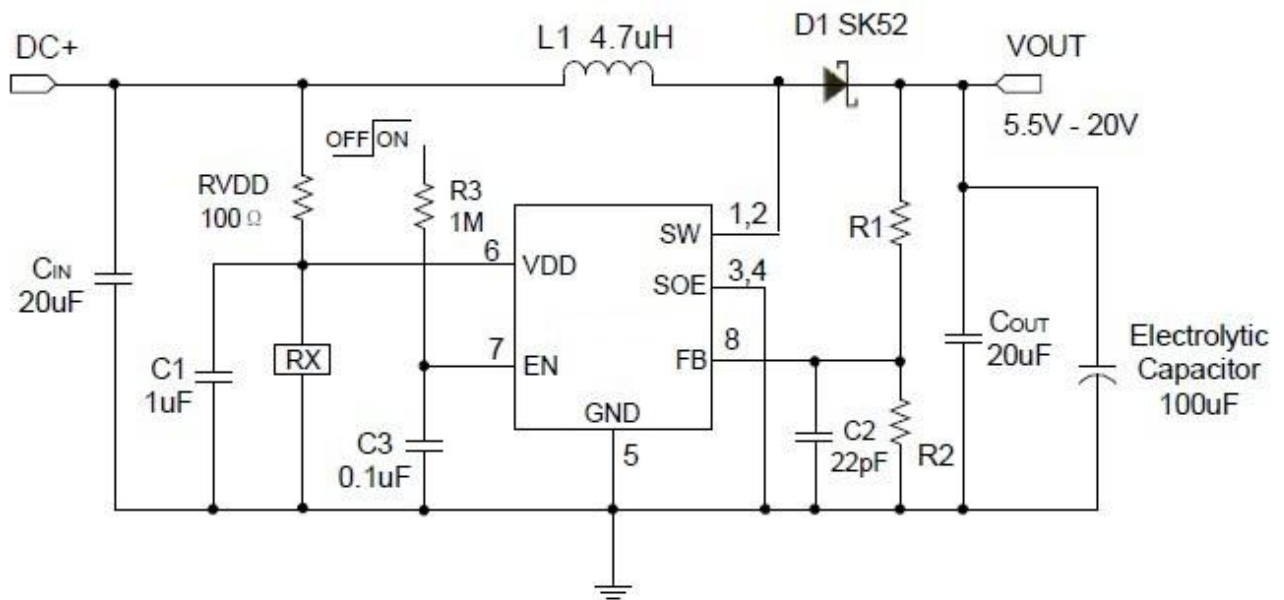 DC+
L1 4.7uH
D1 SK52
VOUT
5.5V - 20V
OFF ON
RVDD
100Ω
R3
1M
6
VDD
SW
1,2
SOE
3,4
R1
CIN
20uF
C1
1uF
RX
7
EN
FB
8
GND
5
COUT
20uF
Electrolytic
Capacitor
100uF
C3
0.1uF
C2
22pF
R2